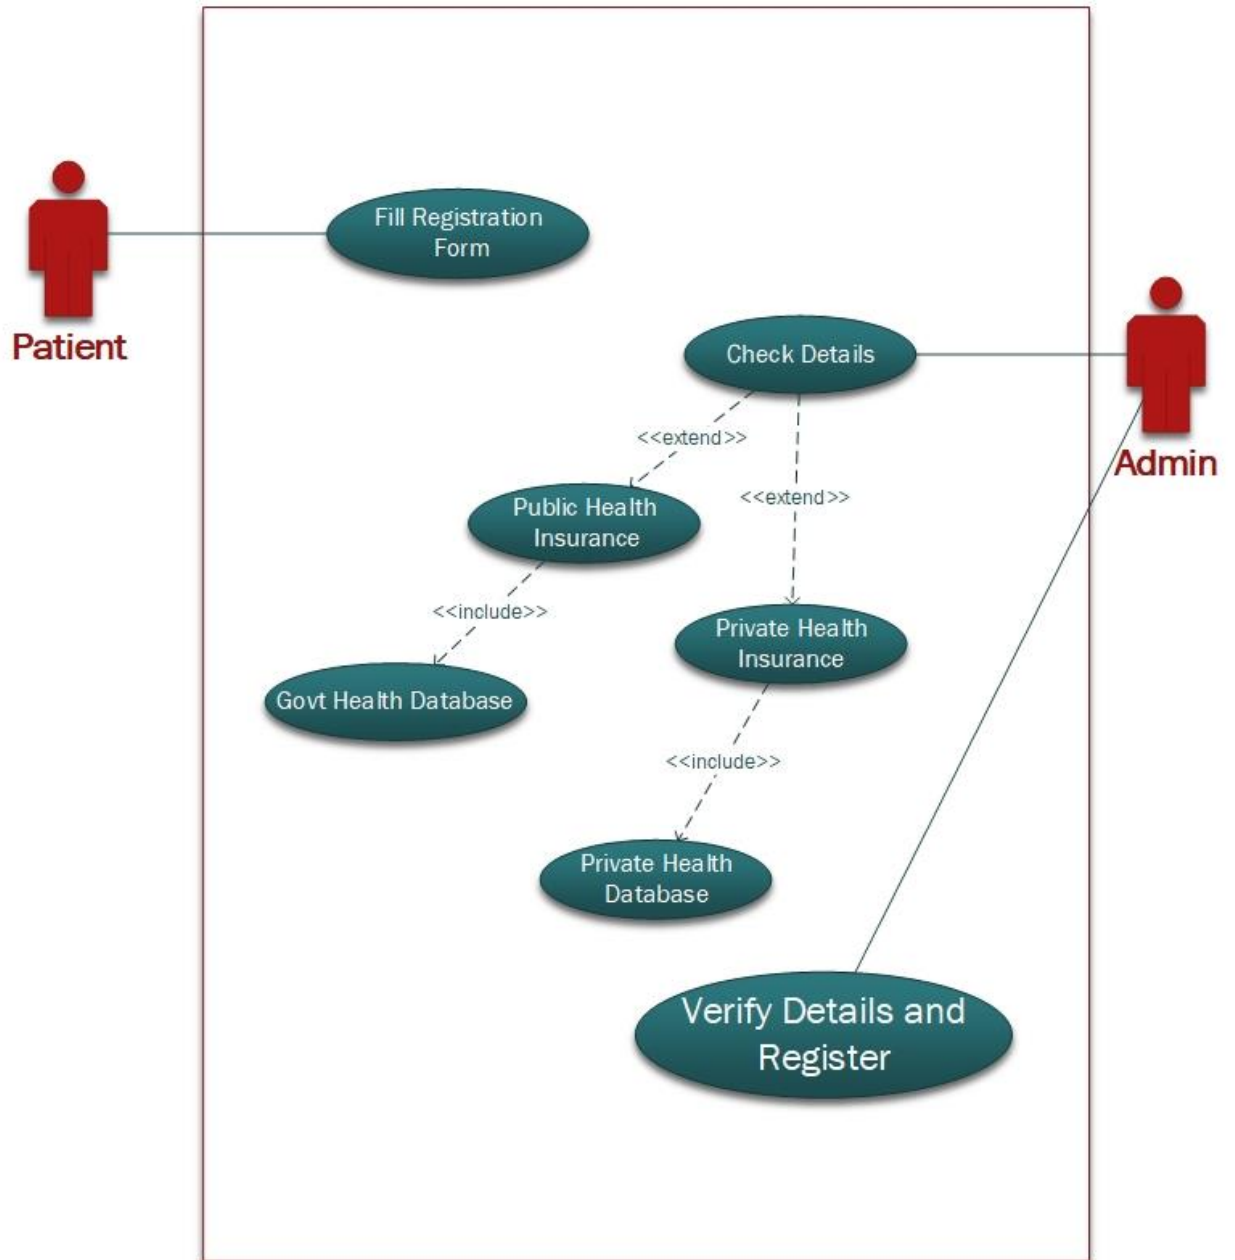 Fill Registration
Form
Patient
Check Details
Admin
<<extend>>
Public Health
Insurance
<<extend>>
<<include>>
Private Health
Insurance
Govt Health Database
<<include>>
Private Health
Database
Verify Details and
Register